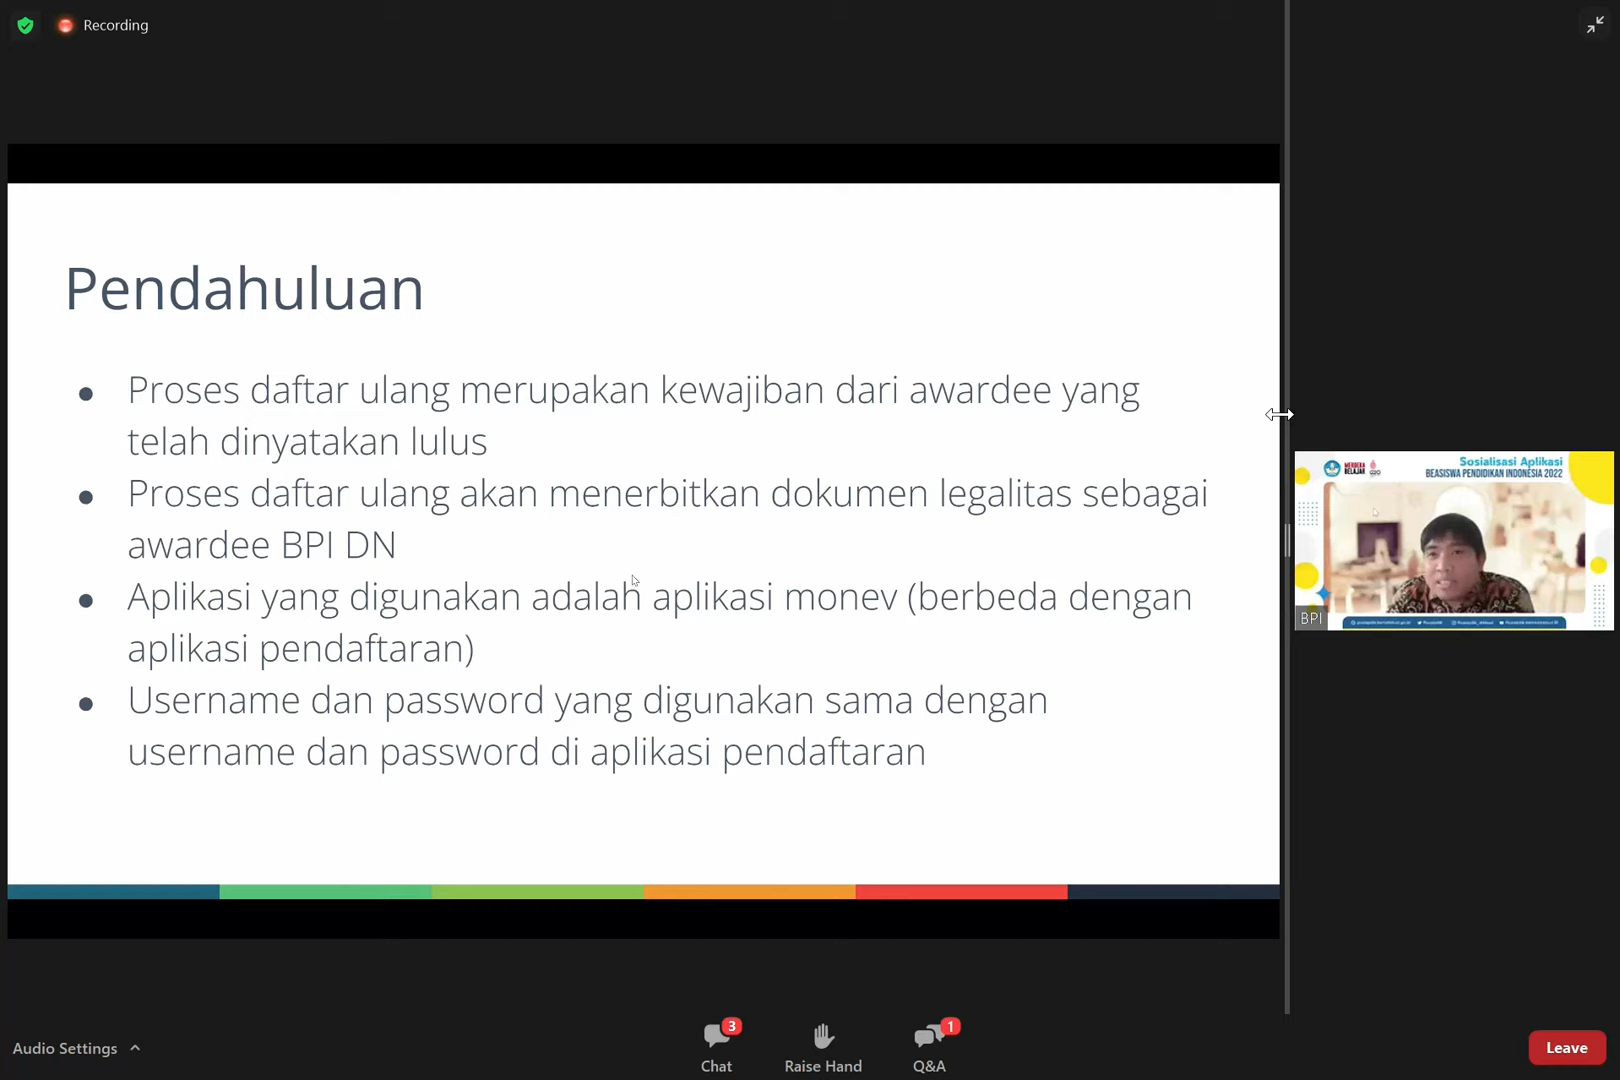 Recording
Pendahuluan
Proses daftar ulang merupakan kewajiban dari awardee yang
telah dinyatakan lulus
Proses daftar ulang akan menerbitkan dokumen legalitas sebagai
awardee BPI DN
Aplikasi yang digunakan adalah aplikasi monev (berbeda dengan
aplikasi pendaftaran)
Username dan password yang digunakan sama dengan
username dan password di aplikasi pendaftaran
MERDEKA
BELAJAR
G20
Sosialisasi Aplikasi
BEASISWA PENDIDIKAN INDONESIA 2022
BPI
Audio Settings
3
Chat
Raise Hand
1
Q&A
Leave